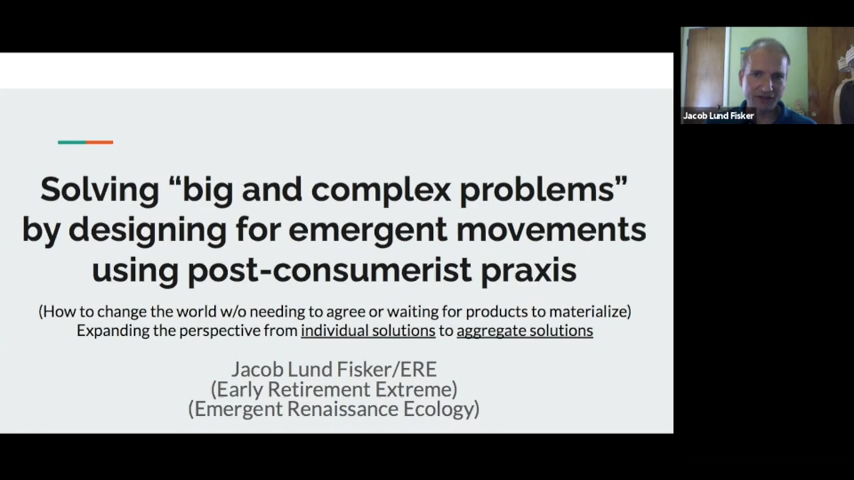 Solving “big and complex problems”
by designing for emergent movements
using post-consumerist praxis
(How to change the world w/o needing to agree or waiting for products to materialize)
Expanding the perspective from individual solutions to aggregate solutions
Jacob Lund Fisker/ERE
(Early Retirement Extreme)
(Emergent Renaissance Ecology)
Jacob Lund Fisker